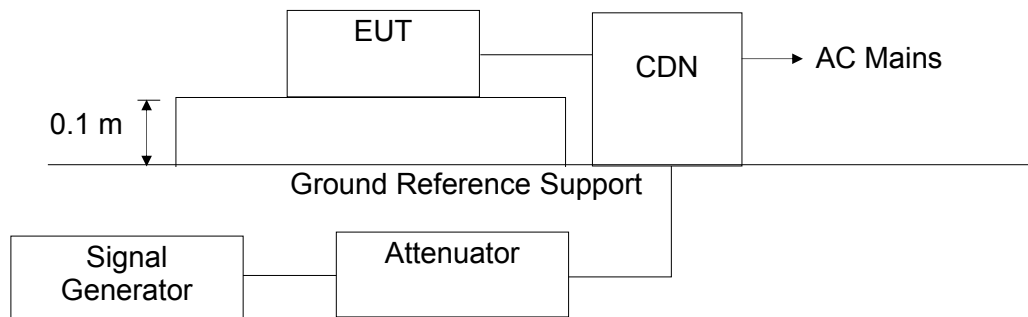 EUT
CDN
AC Mains
0.1 m
Ground Reference Support
Signal
Generator
Attenuator